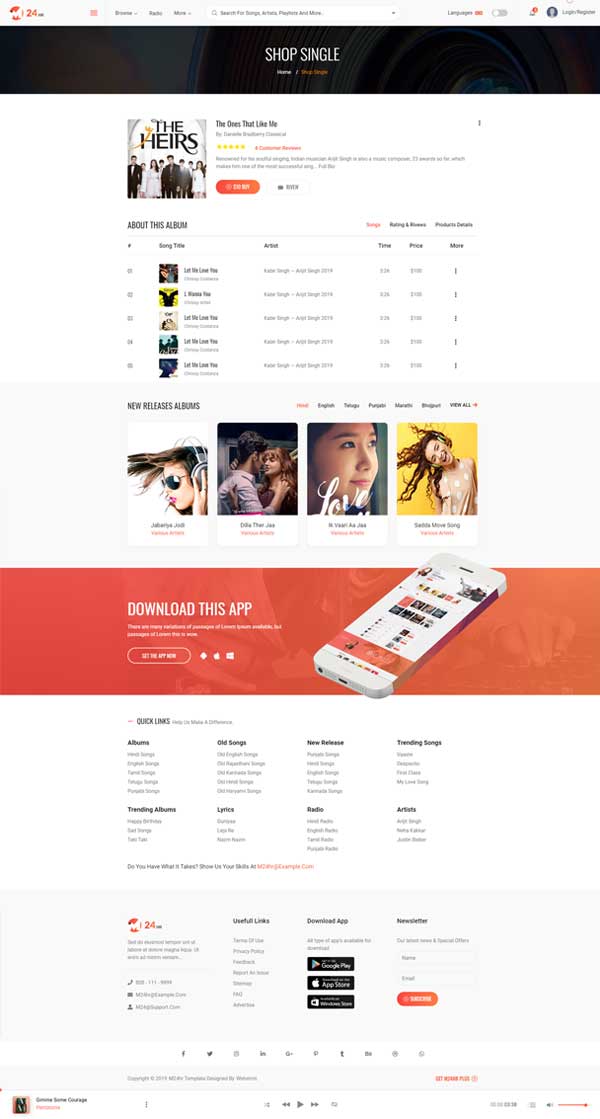 24 HR
Browse
Radio
More
Search For Songs, Artists, Playlists And More..
Languages
Login/Register
SHOP SINGLE
Home / Shop Single
THE HEIRS
The Ones That Like Me
By: Danielle Bradberry Classical
4 Customer Reviews
Renowned for his soulful singing, Indian musician Arijit Singh is also a music composer, 23 awards so far, which
makes him one of the most successful sing... Full Bio
$30 BUY
RIVEW
ABOUT THIS ALBUM
Songs
Rating & Rivews
Products Details
# Song Title Artist Time Price More
01 Let Me Love You Kabir Singh — Arijit Singh 2019 3:26 $100
Chrissy Costanza
02 I, Wanna You Kabir Singh — Arijit Singh 2019 3:26 $100
Chrissy Artist
03 Let Me Love You Kabir Singh — Arijit Singh 2019 3:26 $100
Chrissy Costanza
04 Let Me Love You Kabir Singh — Arijit Singh 2019 3:26 $100
Chrissy Costanza
05 Let Me Love You Kabir Singh — Arijit Singh 2019 3:26 $100
Chrissy Costanza
NEW RELEASES ALBUMS
Hindi English Telugu Punjabi Marathi Bhojpuri VIEW ALL
Love
Jabariya Jodi
Various Artists
Dilla Ther Jaa
Various Artists
Ik Vaari Aa Jaa
Various Artists
Sadda Move Song
Various Artists
DOWNLOAD THIS APP
There are many variations of passages of Lorem Ipsum available, but
passages of Lorem this is wow.
GET THE APP NOW
QUICK LINKS Help Us Make A Difference.
Albums
Hindi Songs
English Songs
Tamil Songs
Telugu Songs
Punjabi Songs
Old Songs
Old English Songs
Old Rajasthani Songs
Old Kannada Songs
Old Hindi Songs
Old Haryanvi Songs
New Release
Punjabi Songs
Hindi Songs
English Songs
Telugu Songs
Kannada Songs
Trending Songs
Vaaste
Despacito
First Class
My Love Song
Trending Albums
Happy Birthday
Sad Songs
Taki Taki
Lyrics
Duniyaa
Leja Re
Nazm Nazm
Radio
Hindi Radio
English Radio
Tamil Radio
Punjabi Radio
Artists
Arijit Singh
Neha Kakkar
Justin Bieber
Do You Have What It Takes? Show Us Your Skills At M24hr@Example.Com
24 HR
Sed do eiusmod tempor onl ut
labore et dolore magna liqua. Ut
enim ad minim veniam...
808 - 111 - 9999
M24hr@Example.Com
M24@Support.Com
Usefull Links
Terms Of Use
Privacy Policy
Feedback
Report An Issue
Sitemap
FAQ
Advertise
Download App
All type of app's available for
download
Google Play
Download on the
App Store
Windows Store
Newsletter
Our latest news & Special Offers
Name
Email
SUBSCRIBE
Copyright © 2019 M24hr Template Designed By Webstrot.
GET M24HR PLUS
Gimme Some Courage
Pentatonix
00:00 03:38